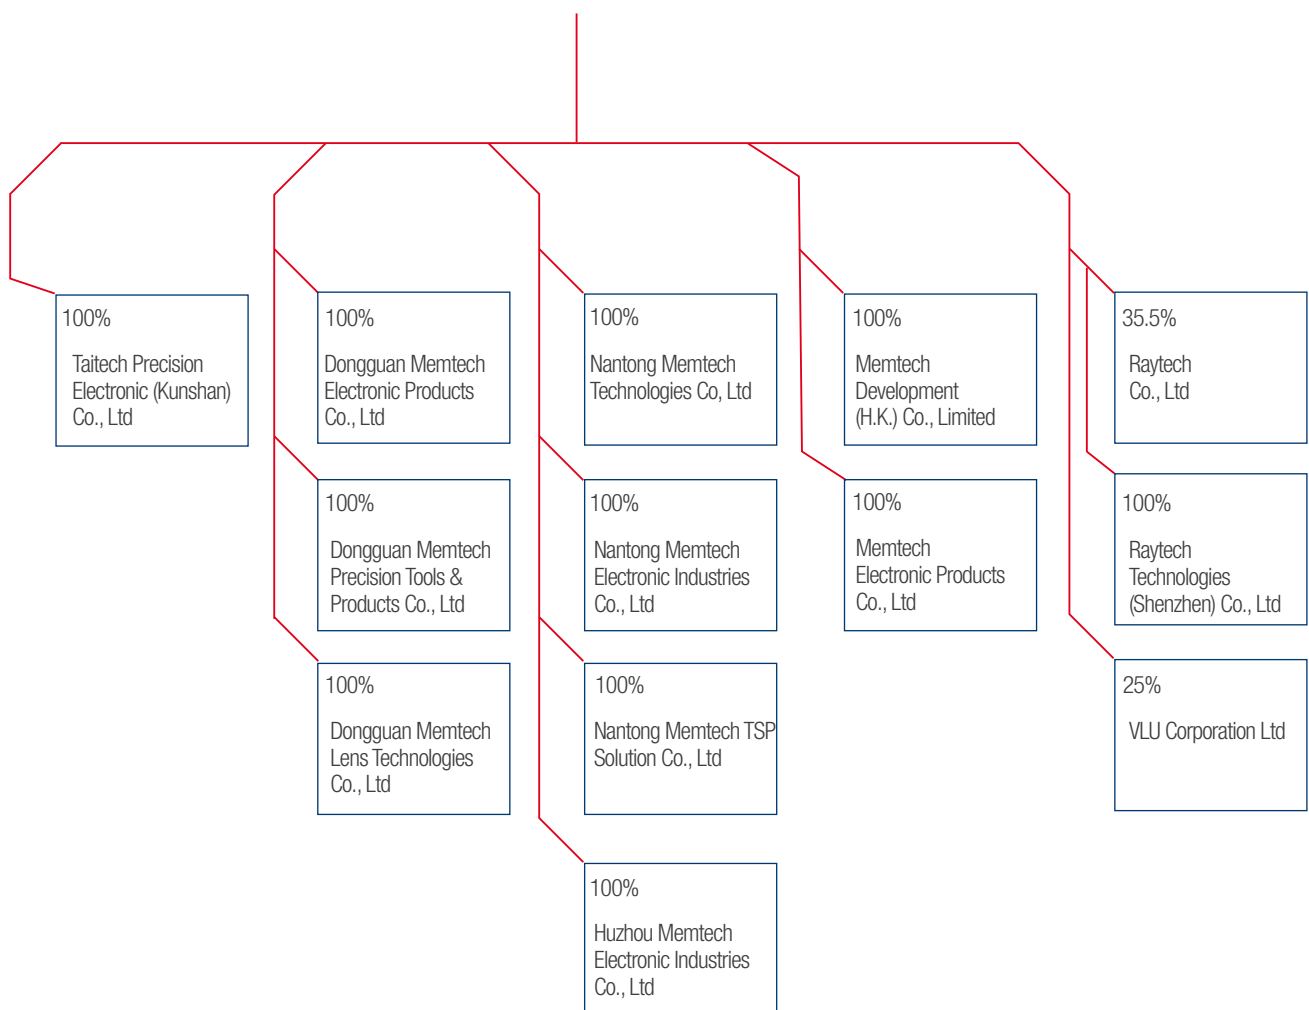 100%
Taitech Precision
Electronic (Kunshan)
Co., Ltd
100%
Dongguan Memtech
Electronic Products
Co., Ltd
100%
Dongguan Memtech
Precision Tools &
Products Co., Ltd
100%
Dongguan Memtech
Lens Technologies
Co., Ltd
100%
Nantong Memtech
Technologies Co, Ltd
100%
Nantong Memtech
Electronic Industries
Co., Ltd
100%
Nantong Memtech TSP
Solution Co., Ltd
100%
Huzhou Memtech
Electronic Industries
Co., Ltd
100%
Memtech
Development
(H.K.) Co., Limited
100%
Memtech
Electronic Products
Co., Ltd
35.5%
Raytech
Co., Ltd
100%
Raytech
Technologies
(Shenzhen) Co., Ltd
25%
VLU Corporation Ltd